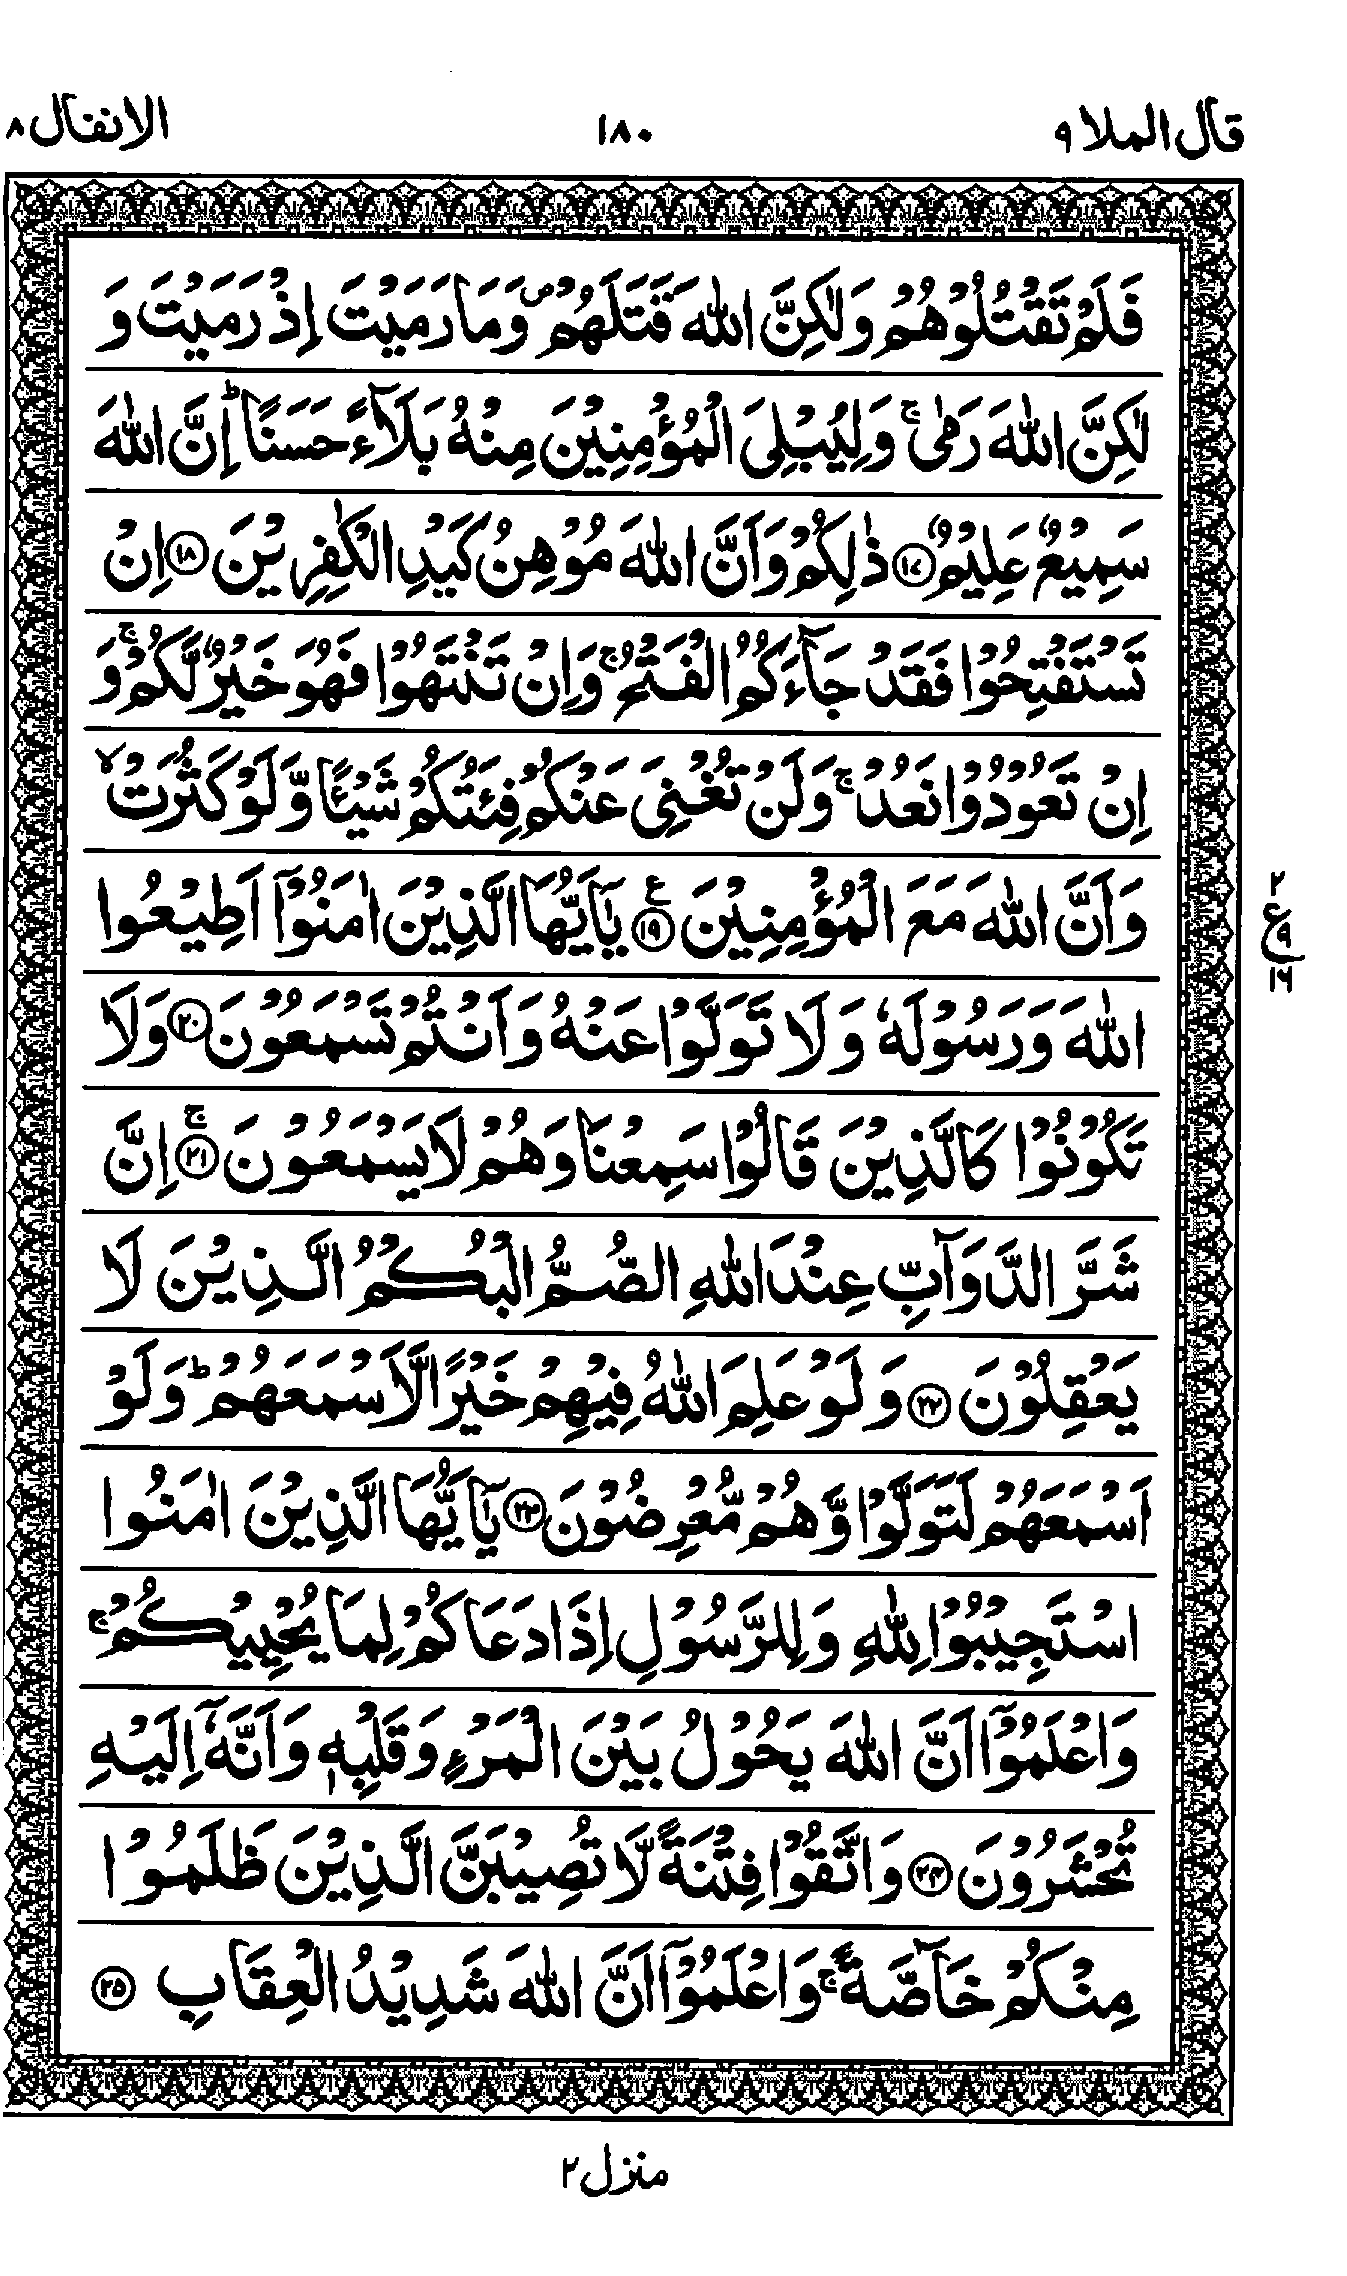 قال الملا ٩
١٨٠
الانفال ٨
فَلَمْ تَقْتُلُوْهُمْ وَلٰكِنَّ اللّٰهَ قَتَلَهُمْ ۪ وَمَا رَمَيْتَ اِذْ رَمَيْتَ وَ
لٰكِنَّ اللّٰهَ رَمٰى ۚ وَلِيُبْلِىَ الْمُؤْمِنِيْنَ مِنْهُ بَلَآءً حَسَنًا ؕ اِنَّ اللّٰهَ
سَمِيْعٌ عَلِيْمٌ ﴿١٧﴾ ذٰلِكُمْ وَاَنَّ اللّٰهَ مُوْهِنُ كَيْدِ الْكٰفِرِيْنَ ﴿١٨﴾ اِنْ
تَسْتَفْتِحُوْا فَقَدْ جَآءَكُمُ الْفَتْحُ ۚ وَاِنْ تَنْتَهُوْا فَهُوَ خَيْرٌ لَّكُمْ ۚ وَ
اِنْ تَعُوْدُوْا نَعُدْ ۚ وَلَنْ تُغْنِىَ عَنْكُمْ فِئَتُكُمْ شَيْـًٔا وَّلَوْ كَثُرَتْ ۙ
وَاَنَّ اللّٰهَ مَعَ الْمُؤْمِنِيْنَ ﴿١٩﴾ ع يٰۤاَيُّهَا الَّذِيْنَ اٰمَنُوْۤا اَطِيْعُوا
٢
ع ٩
١٦
اللّٰهَ وَرَسُوْلَهٗ وَلَا تَوَلَّوْا عَنْهُ وَاَنْتُمْ تَسْمَعُوْنَ ﴿٢٠﴾ وَلَا
تَكُوْنُوْا كَالَّذِيْنَ قَالُوْا سَمِعْنَا وَهُمْ لَا يَسْمَعُوْنَ ﴿٢١﴾ ۚ اِنَّ
شَرَّ الدَّوَآبِّ عِنْدَ اللّٰهِ الصُّمُّ الْبُكْمُ الَّذِيْنَ لَا
يَعْقِلُوْنَ ﴿٢٢﴾ وَلَوْ عَلِمَ اللّٰهُ فِيْهِمْ خَيْرًا لَّاَسْمَعَهُمْ ؕ وَلَوْ
اَسْمَعَهُمْ لَتَوَلَّوْا وَّهُمْ مُّعْرِضُوْنَ ﴿٢٣﴾ يٰۤاَيُّهَا الَّذِيْنَ اٰمَنُوا
اسْتَجِيْبُوْا لِلّٰهِ وَلِلرَّسُوْلِ اِذَا دَعَاكُمْ لِمَا يُحْيِيْكُمْ ۚ
وَاعْلَمُوْۤا اَنَّ اللّٰهَ يَحُوْلُ بَيْنَ الْمَرْءِ وَقَلْبِهٖ وَاَنَّهٗۤ اِلَيْهِ
تُحْشَرُوْنَ ﴿٢٤﴾ وَاتَّقُوْا فِتْنَةً لَّا تُصِيْبَنَّ الَّذِيْنَ ظَلَمُوْا
مِنْكُمْ خَآصَّةً ۚ وَاعْلَمُوْۤا اَنَّ اللّٰهَ شَدِيْدُ الْعِقَابِ ﴿٢٥﴾
منزل ٢